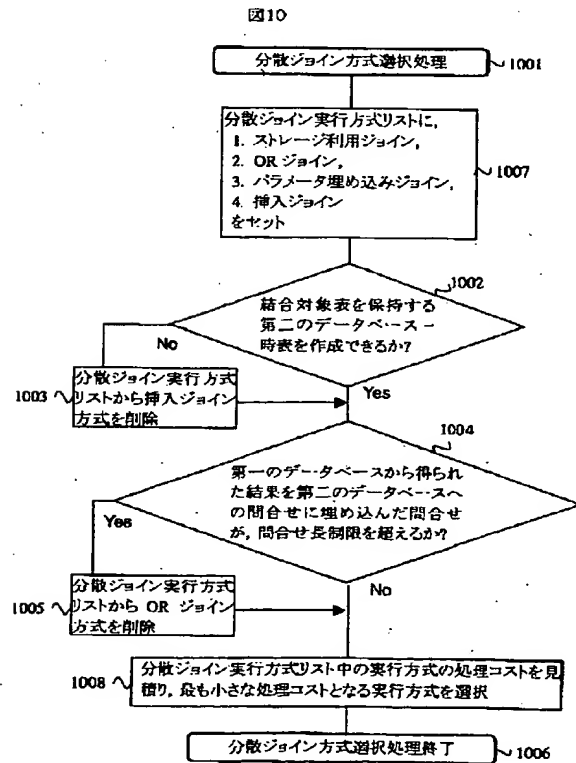 図10
分散ジョイン方式選択処理
1001
分散ジョイン実行方式リストに,
1. ストレージ利用ジョイン,
2. OR ジョイン,
3. パラメータ埋め込みジョイン,
4. 挿入ジョイン
をセット
1007
1002
結合対象表を保持する
第二のデータベース一
時表を作成できるか?
No
Yes
1003
分散ジョイン実行方式
リストから挿入ジョイン
方式を削除
1004
第一のデータベースから得られ
た結果を第二のデータベースへ
の問合せに埋め込んだ問合せ
が,問合せ長制限を超えるか?
Yes
No
1005
分散ジョイン実行方式
リストから OR ジョイン
方式を削除
1008
分散ジョイン実行方式リスト中の実行方式の処理コストを見
積り,最も小さな処理コストとなる実行方式を選択
分散ジョイン方式選択処理終了
1006